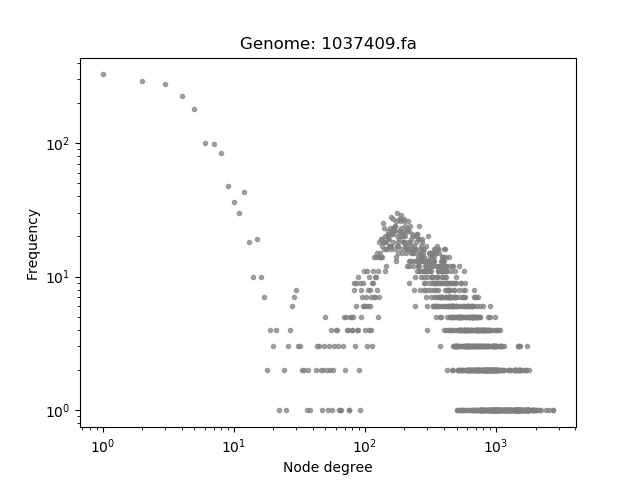 Genome: 1037409.fa
Frequency
10²
10¹
10⁰
10⁰ 10¹ 10² 10³
Node degree